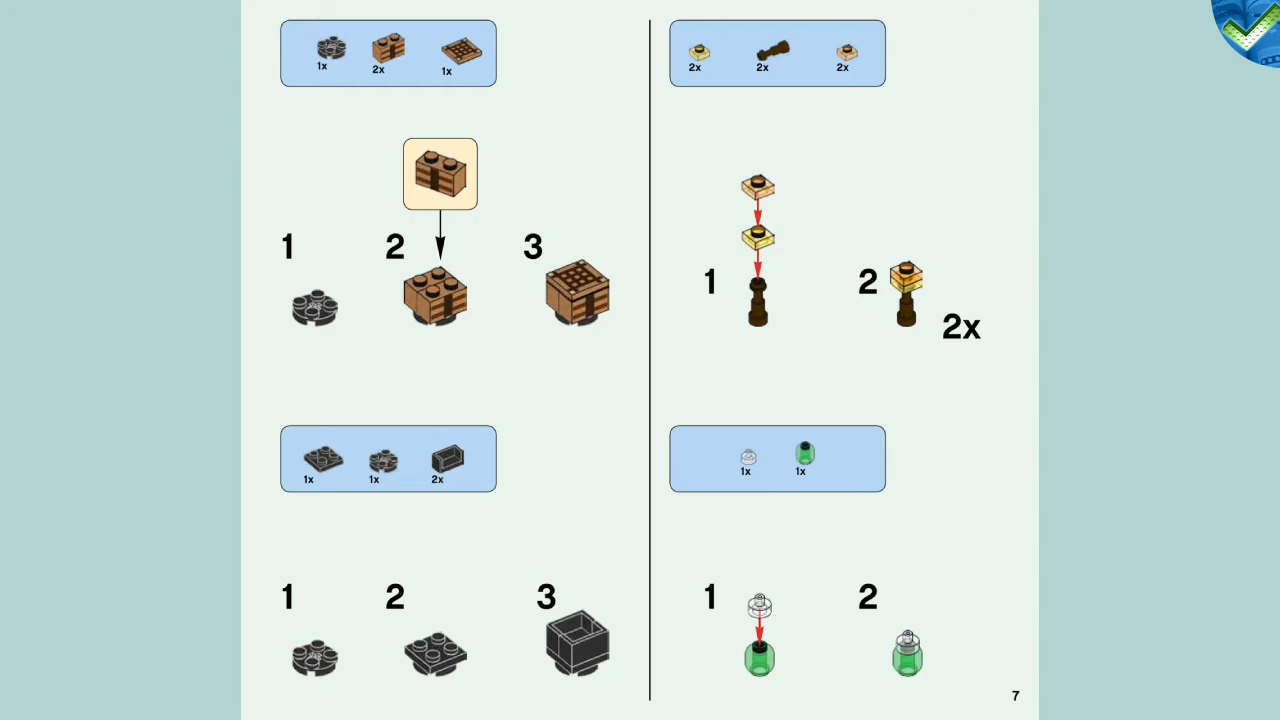 1x 2x 1x
1 2 3
2x 2x 2x
1 2 2x
1x 1x 2x
1 2 3
1x 1x
1 2
7